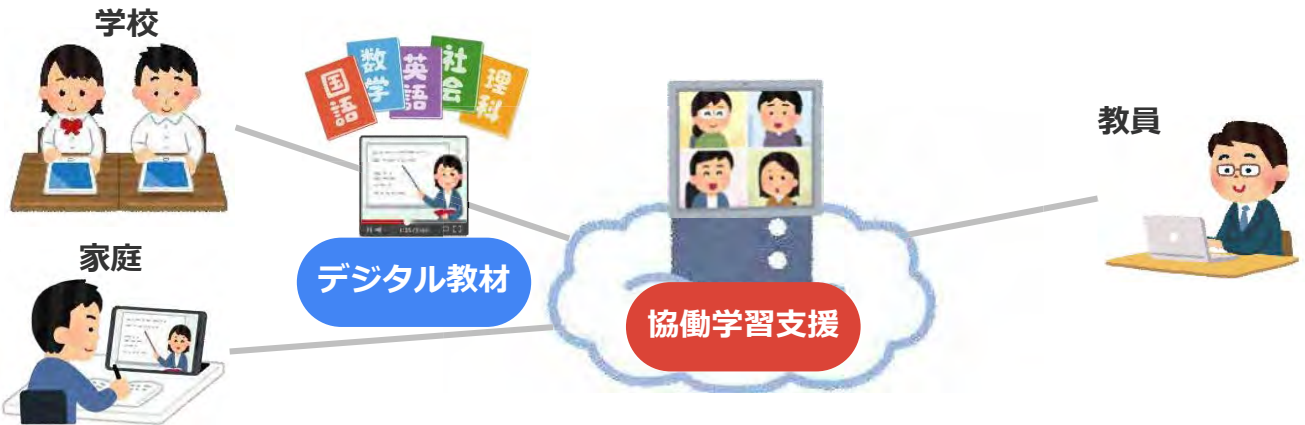 学校
国語
数学
英語
社会
理科
教員
家庭
デジタル教材
協働学習支援